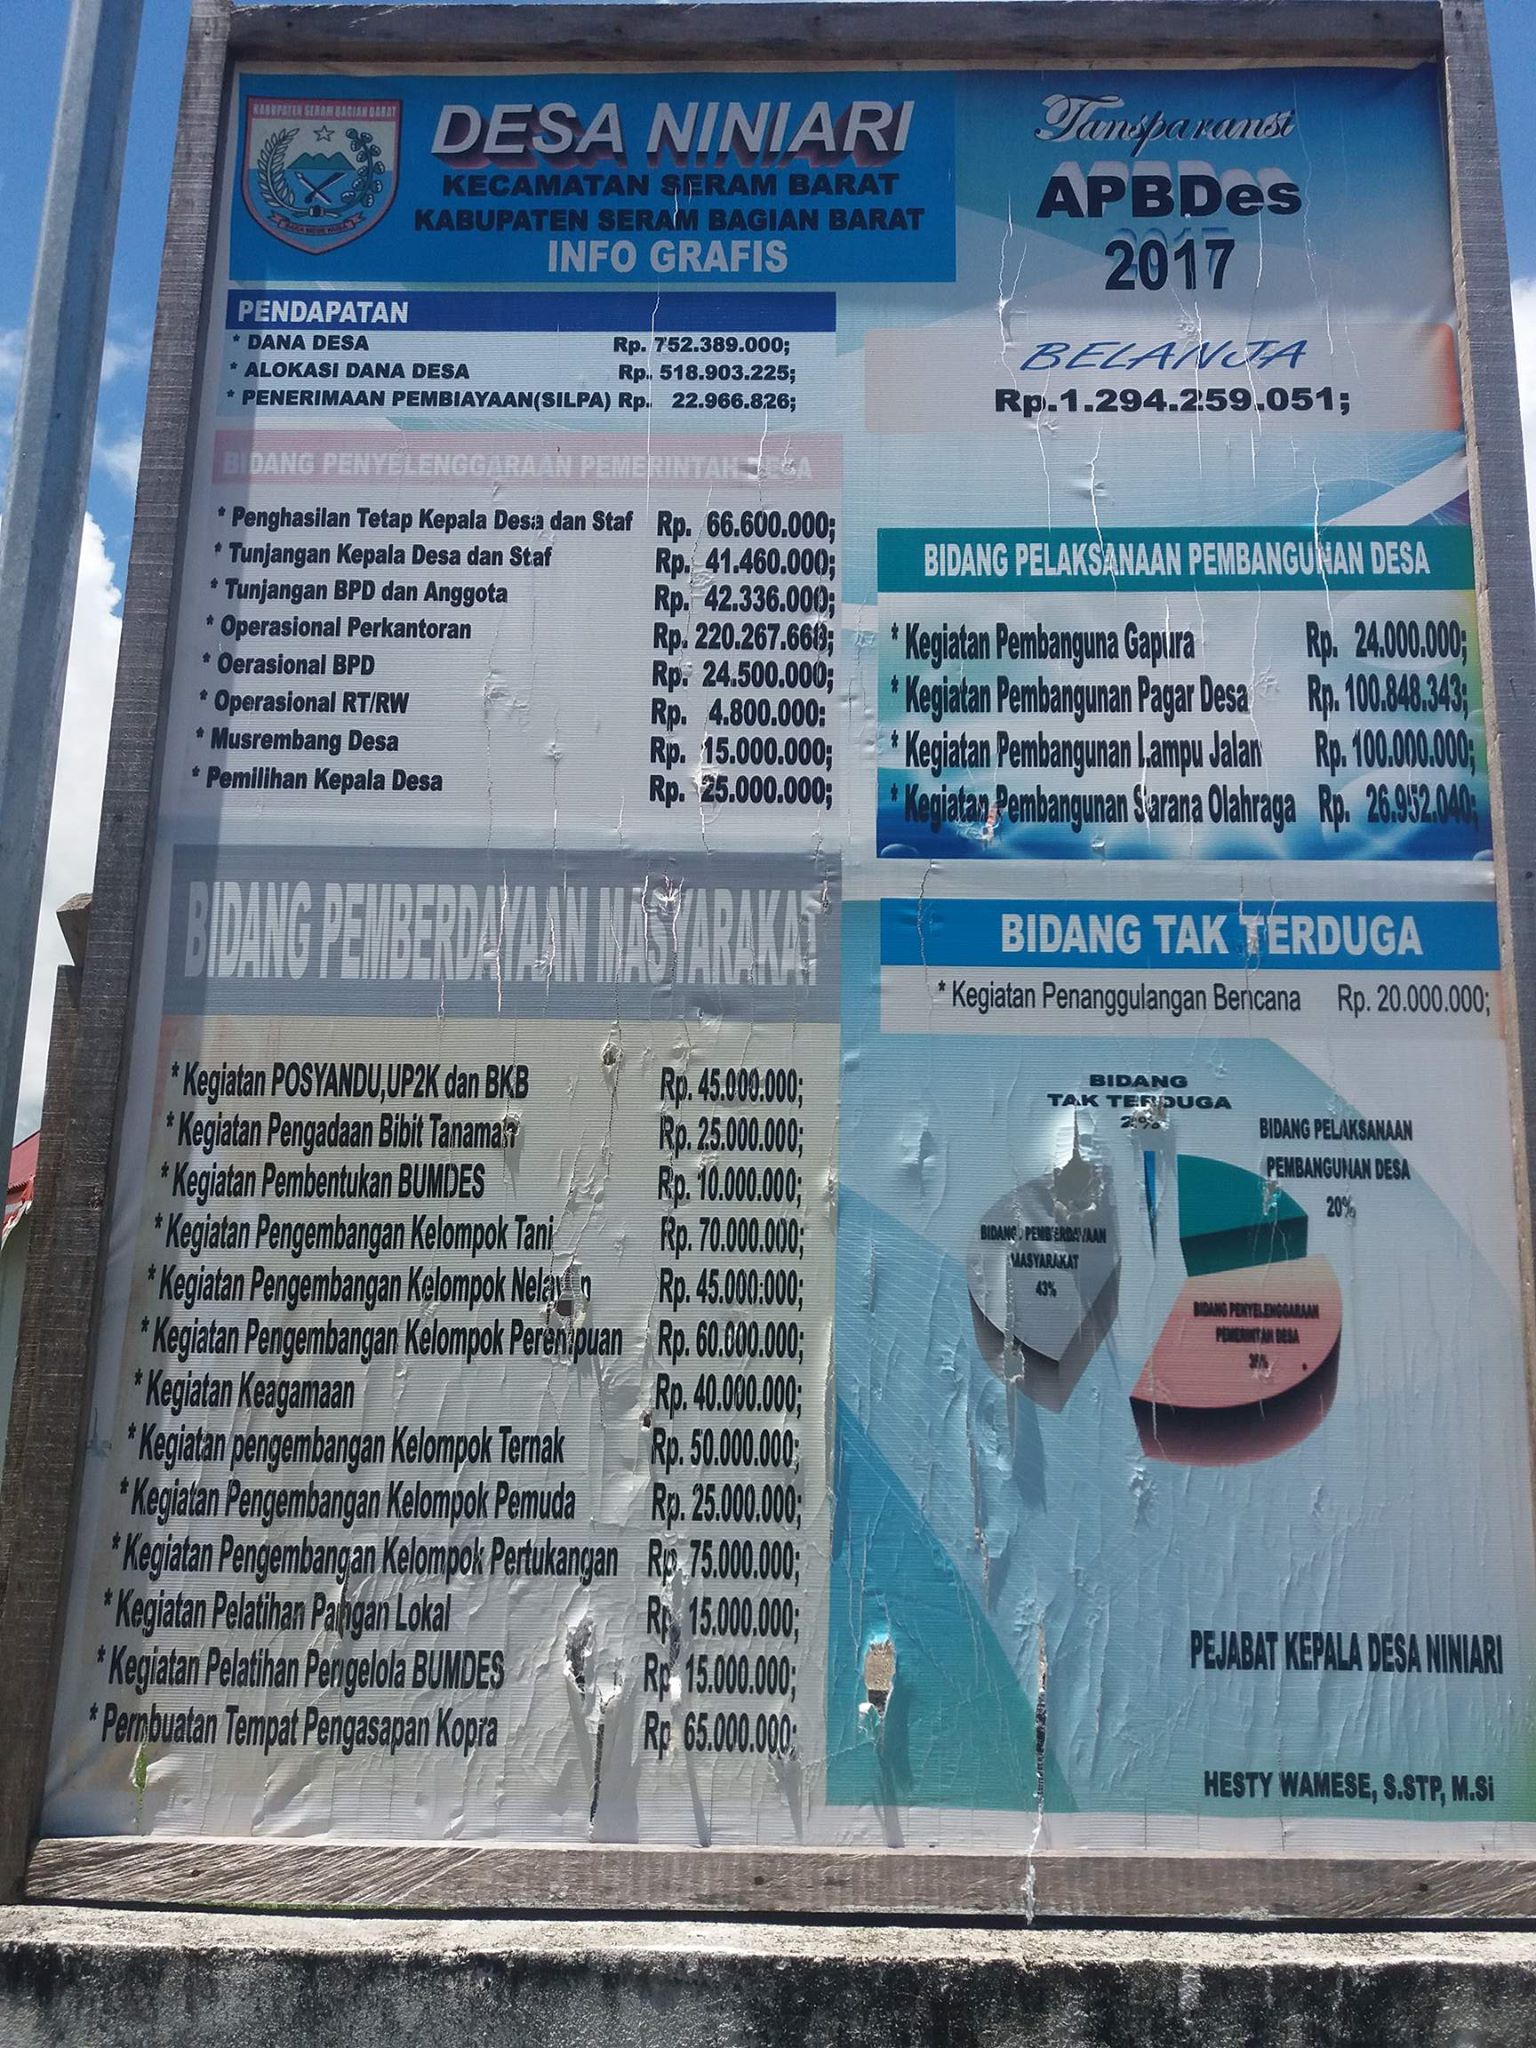 KABUPATEN SERAM BAGIAN BARAT
DESA NINIARI
KECAMATAN SERAM BARAT
KABUPATEN SERAM BAGIAN BARAT
INFO GRAFIS
Tansparansi
APBDes
2017
PENDAPATAN
* DANA DESA Rp. 752.389.000;
* ALOKASI DANA DESA Rp. 518.903.225;
* PENERIMAAN PEMBIAYAAN(SILPA) Rp. 22.966.826;
BELANJA
Rp.1.294.259.051;
BIDANG PENYELENGGARAAN PEMERINTAH DESA
* Penghasilan Tetap Kepala Desa dan Staf Rp. 66.600.000;
* Tunjangan Kepala Desa dan Staf Rp. 41.460.000;
* Tunjangan BPD dan Anggota Rp. 42.336.000;
* Operasional Perkantoran Rp. 220.267.668;
* Oerasional BPD Rp. 24.500.000;
* Operasional RT/RW Rp. 4.800.000:
* Musrembang Desa Rp. 15.000.000;
* Pemilihan Kepala Desa Rp. 25.000.000;
BIDANG PELAKSANAAN PEMBANGUNAN DESA
* Kegiatan Pembanguna Gapura Rp. 24.000.000;
* Kegiatan Pembangunan Pagar Desa Rp. 100.848.343;
* Kegiatan Pembangunan Lampu Jalan Rp. 100.000.000;
* Kegiatan Pembangunan Sarana Olahraga Rp. 26.952.040;
BIDANG PEMBERDAYAAN MASYARAKAT
* Kegiatan POSYANDU,UP2K dan BKB Rp. 45.000.000;
* Kegiatan Pengadaan Bibit Tanaman Rp. 25.000.000;
* Kegiatan Pembentukan BUMDES Rp. 10.000.000;
* Kegiatan Pengembangan Kelompok Tani Rp. 70.000.000;
* Kegiatan Pengembangan Kelompok Nelayan Rp. 45.000.000;
* Kegiatan Pengembangan Kelompok Perempuan Rp. 60.000.000;
* Kegiatan Keagamaan Rp. 40.000.000;
* Kegiatan pengembangan Kelompok Ternak Rp. 50.000.000;
* Kegiatan Pengembangan Kelompok Pemuda Rp. 25.000.000;
* Kegiatan Pengembangan Kelompok Pertukangan Rp 75.000.000;
* Kegiatan Pelatihan Pangan Lokal Rp 15.000.000;
* Kegiatan Pelatihan Pengelola BUMDES Rp 15.000.000;
* Pembuatan Tempat Pengasapan Kopra Rp 65.000.000;
BIDANG TAK TERDUGA
* Kegiatan Penanggulangan Bencana Rp. 20.000.000;
BIDANG
TAK TERDUGA
BIDANG PELAKSANAAN
PEMBANGUNAN DESA
20%
BIDANG PEMBERDAYAAN
MASYARAKAT
43%
BIDANG PENYELENGGARAAN
PEMERINTAH DESA
PEJABAT KEPALA DESA NINIARI
HESTY WAMESE, S.STP, M.Si